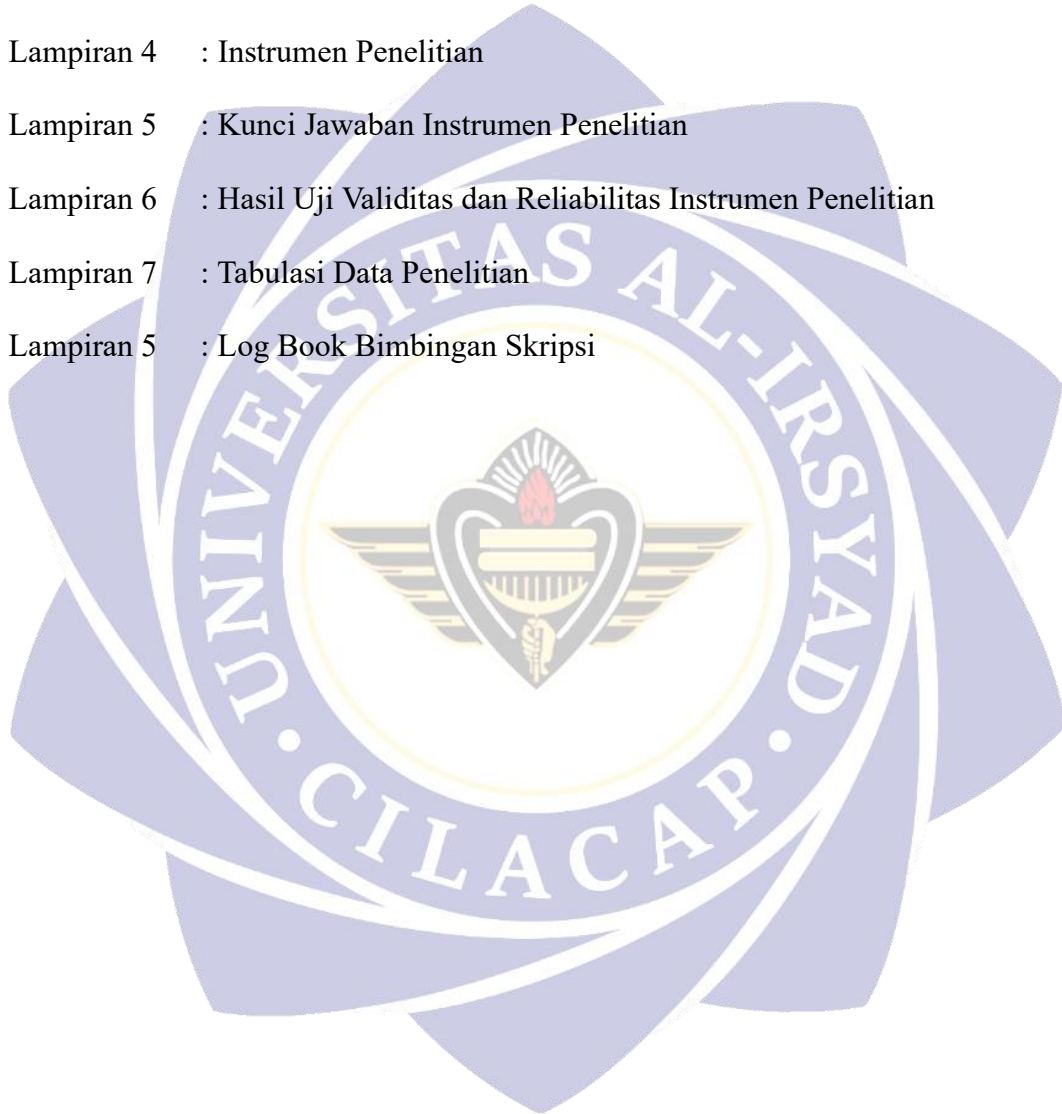 Lampiran 4 : Instrumen Penelitian
Lampiran 5 : Kunci Jawaban Instrumen Penelitian
Lampiran 6 : Hasil Uji Validitas dan Reliabilitas Instrumen Penelitian
Lampiran 7 : Tabulasi Data Penelitian
Lampiran 5 : Log Book Bimbingan Skripsi
UNIVERSITAS AL-IRSYAD
• CILACAP •